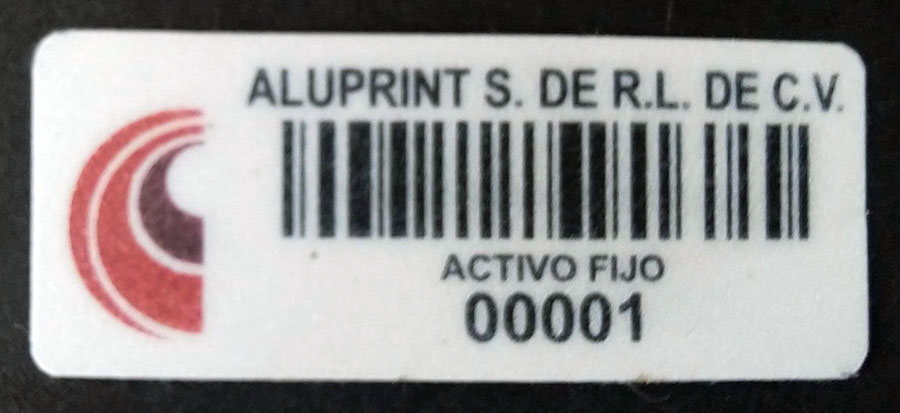 ALUPRINT S. DE R.L. DE C.V.
ACTIVO FIJO
00001